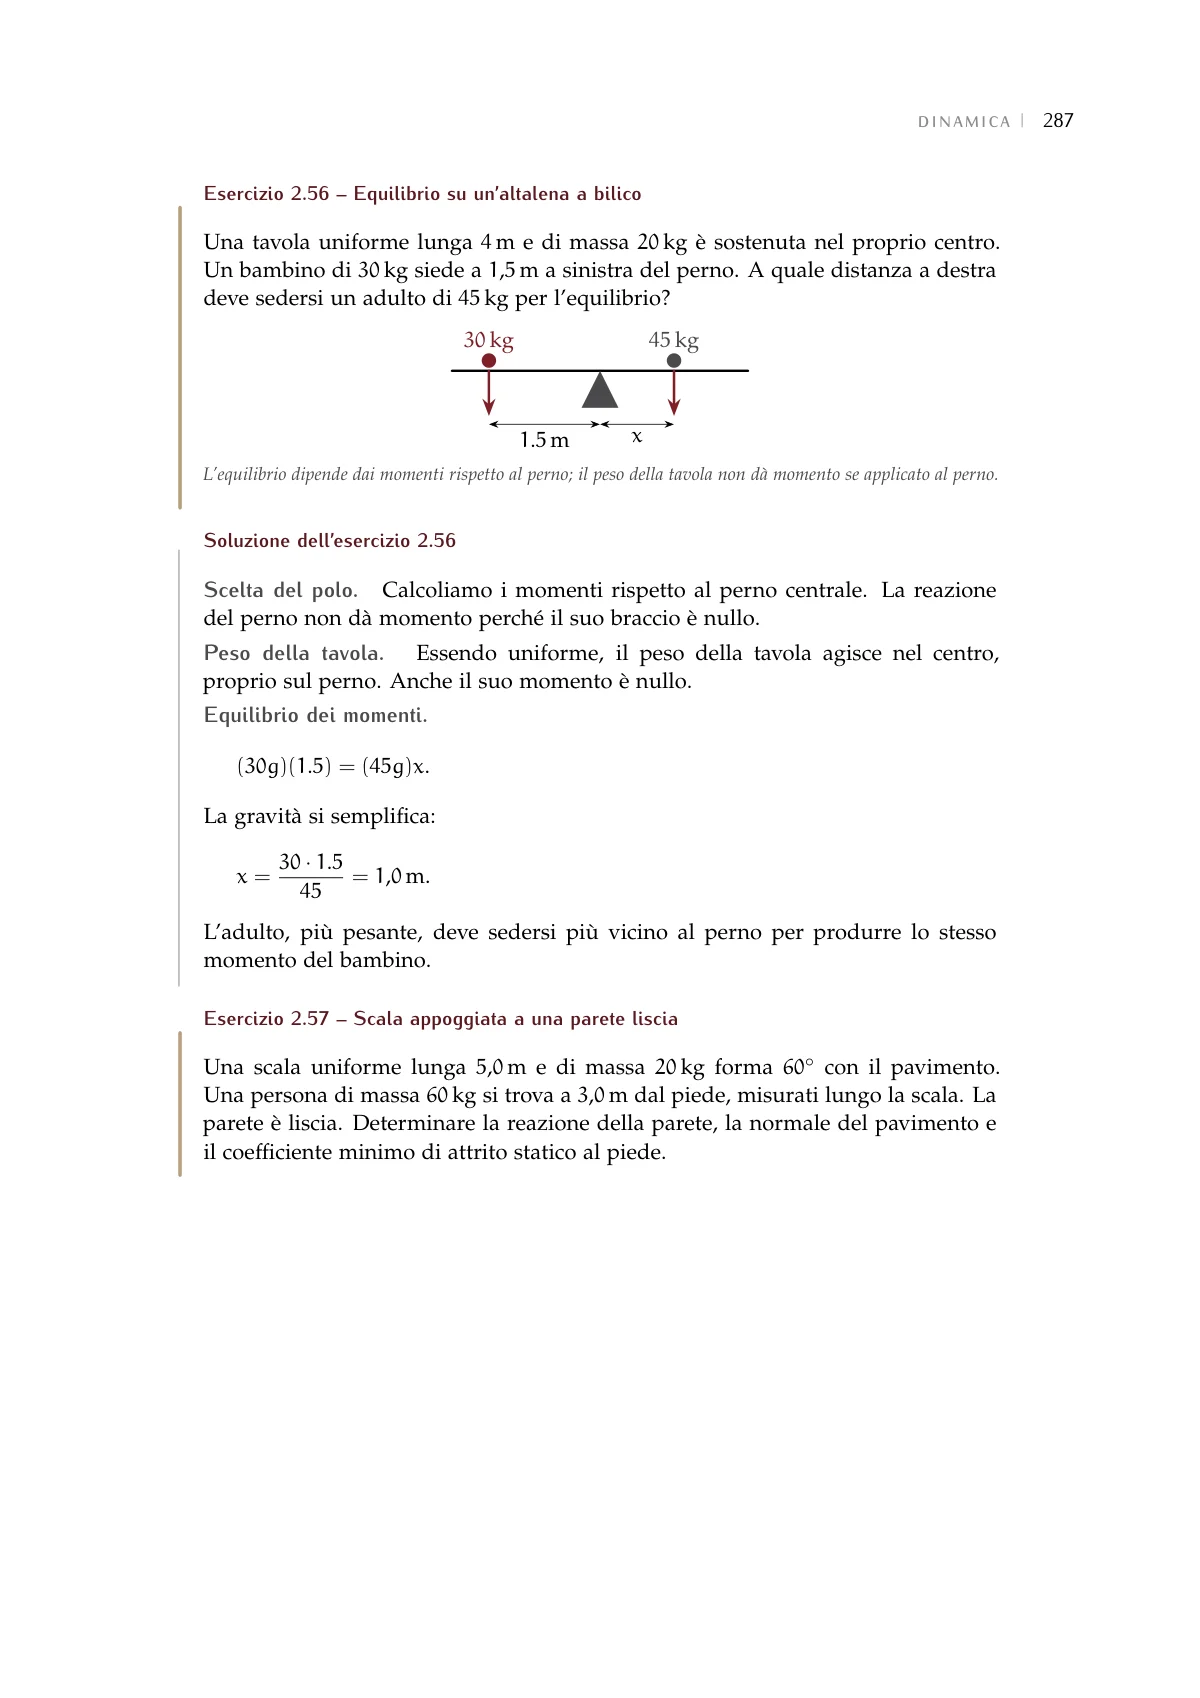 DINAMICA | 287
Esercizio 2.56 – Equilibrio su un'altalena a bilico
Una tavola uniforme lunga 4 m e di massa 20 kg è sostenuta nel proprio centro.
Un bambino di 30 kg siede a 1,5 m a sinistra del perno. A quale distanza a destra
deve sedersi un adulto di 45 kg per l'equilibrio?
30 kg 45 kg
1.5 m x
L'equilibrio dipende dai momenti rispetto al perno; il peso della tavola non dà momento se applicato al perno.
Soluzione dell'esercizio 2.56
Scelta del polo. Calcoliamo i momenti rispetto al perno centrale. La reazione
del perno non dà momento perché il suo braccio è nullo.
Peso della tavola. Essendo uniforme, il peso della tavola agisce nel centro,
proprio sul perno. Anche il suo momento è nullo.
Equilibrio dei momenti.
(30g)(1.5) = (45g)x.
La gravità si semplifica:
x = \frac{30 · 1.5}{45} = 1,0 m.
L'adulto, più pesante, deve sedersi più vicino al perno per produrre lo stesso
momento del bambino.
Esercizio 2.57 – Scala appoggiata a una parete liscia
Una scala uniforme lunga 5,0 m e di massa 20 kg forma 60° con il pavimento.
Una persona di massa 60 kg si trova a 3,0 m dal piede, misurati lungo la scala. La
parete è liscia. Determinare la reazione della parete, la normale del pavimento e
il coefficiente minimo di attrito statico al piede.